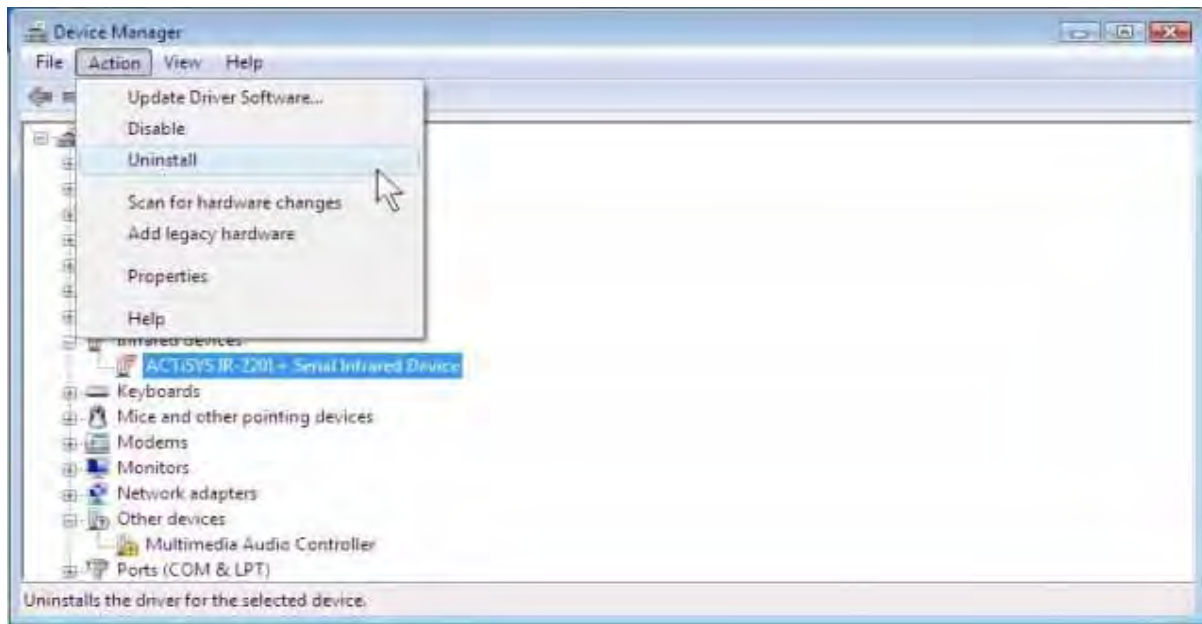 Device Manager
File Action View Help
Update Driver Software...
Disable
Uninstall
Scan for hardware changes
Add legacy hardware
Properties
Help
Infrared devices
ACTiSYS IR-220L+ Serial Infrared Device
Keyboards
Mice and other pointing devices
Modems
Monitors
Network adapters
Other devices
Multimedia Audio Controller
Ports (COM & LPT)
Uninstalls the driver for the selected device.